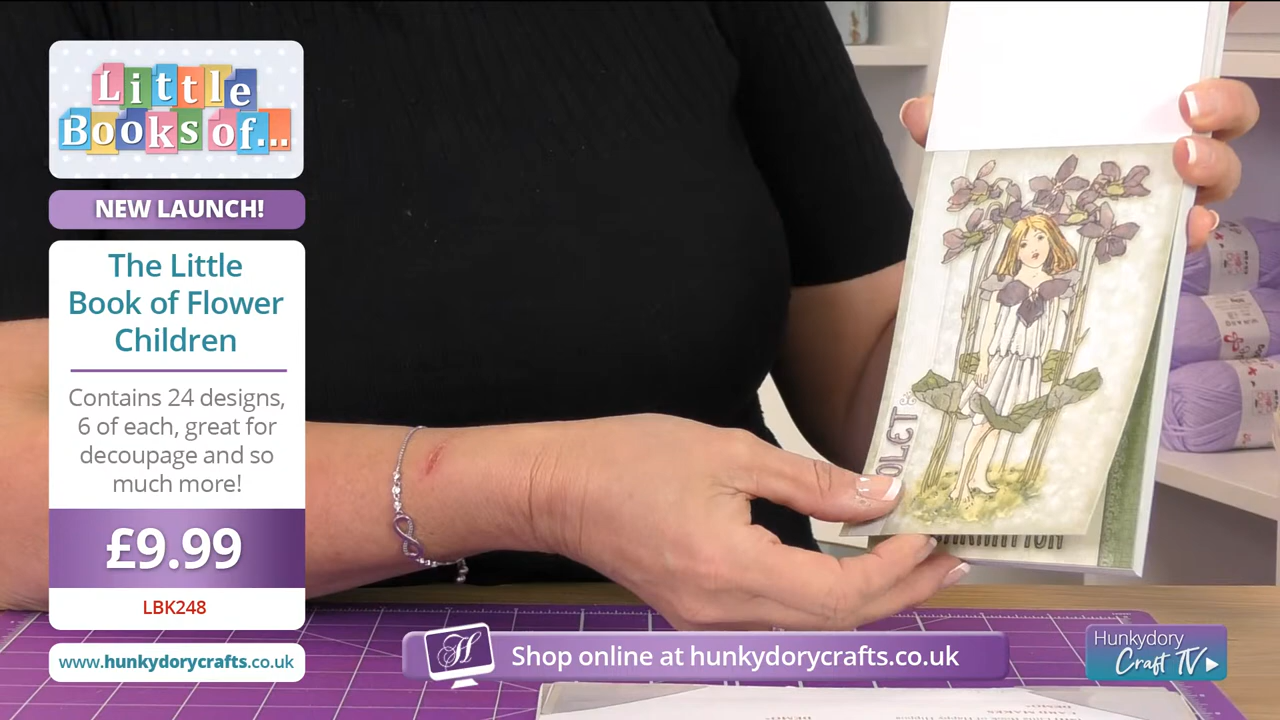 Little
Books of...
NEW LAUNCH!
The Little
Book of Flower
Children
Contains 24 designs,
6 of each, great for
decoupage and so
much more!
£9.99
LBK248
www.hunkydorycrafts.co.uk
H
Shop online at hunkydorycrafts.co.uk
Hunkydory
Craft TV